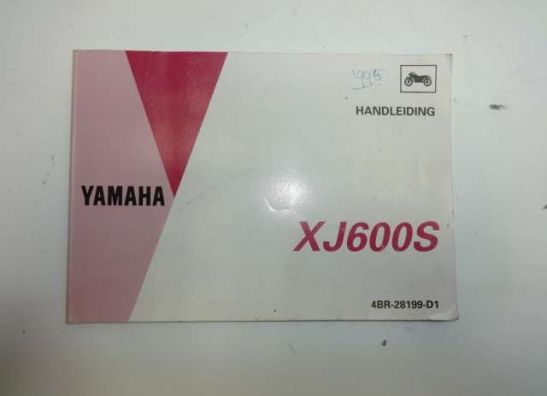 1995
HANDLEIDING
YAMAHA
XJ600S
4BR-28199-D1